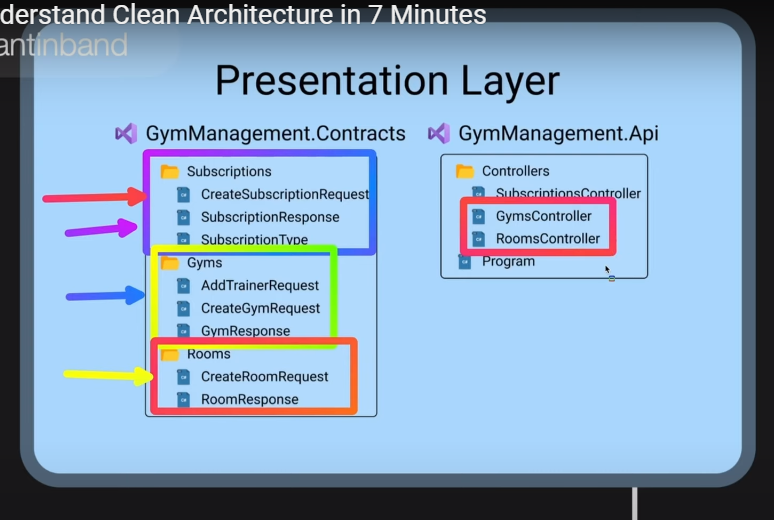 derstand Clean Architecture in 7 Minutes
antinband
Presentation Layer
GymManagement.Contracts
Subscriptions
CreateSubscriptionRequest
SubscriptionResponse
SubscriptionType
Gyms
AddTrainerRequest
CreateGymRequest
GymResponse
Rooms
CreateRoomRequest
RoomResponse
GymManagement.Api
Controllers
SubscriptionsController
GymsController
RoomsController
Program